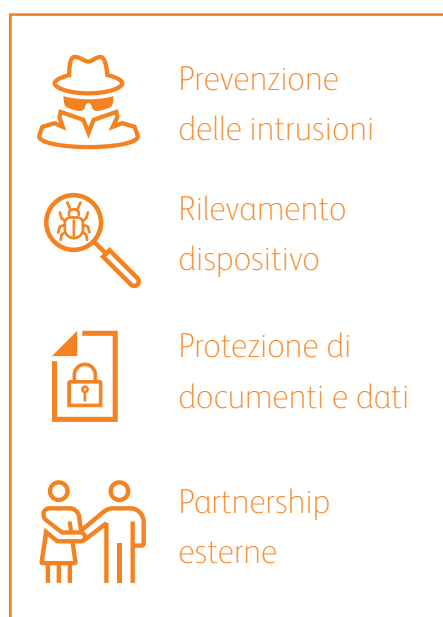 Prevenzione
delle intrusioni
Rilevamento
dispositivo
Protezione di
documenti e dati
Partnership
esterne